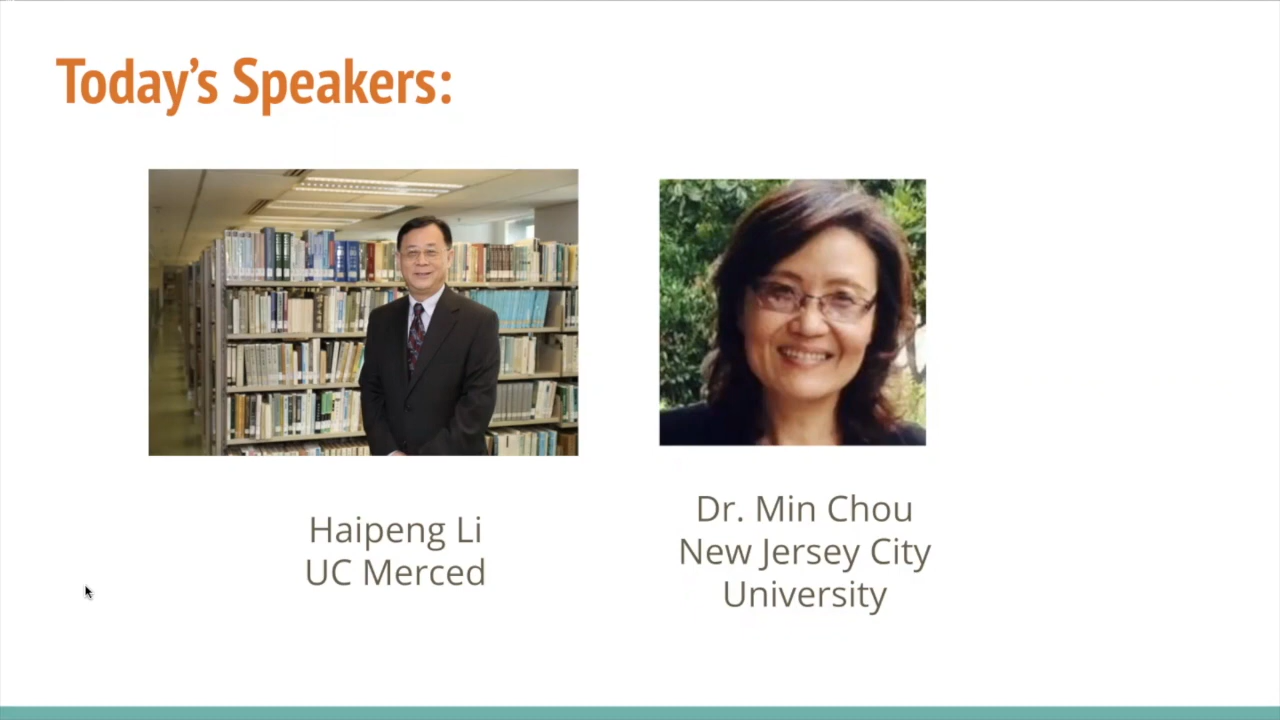 Today’s Speakers:
Haipeng Li
UC Merced
Dr. Min Chou
New Jersey City
University